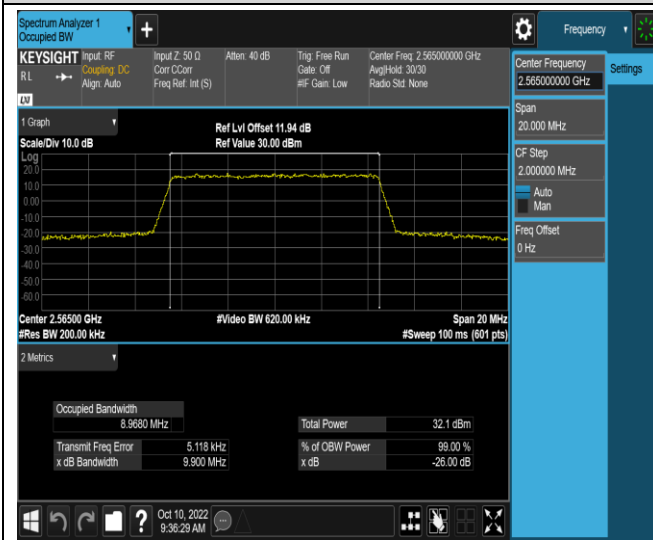 Spectrum Analyzer 1
Occupied BW
+
Frequency
KEYSIGHT
RL
LXI
Input: RF
Coupling: DC
Align: Auto
Input Z: 50 Ω
Corr CCorr
Freq Ref: Int (S)
Atten: 40 dB
Trig: Free Run
Gate: Off
#IF Gain: Low
Center Freq: 2.565000000 GHz
Avg|Hold: 30/30
Radio Std: None
Center Frequency
2.565000000 GHz
Settings
Span
20.000 MHz
CF Step
2.000000 MHz
Auto
Man
Freq Offset
0 Hz
1 Graph
Scale/Div 10.0 dB
Ref Lvl Offset 11.94 dB
Ref Value 30.00 dBm
Log
20.0
10.0
0.00
-10.0
-20.0
-30.0
-40.0
-50.0
-60.0
Center 2.56500 GHz
#Video BW 620.00 kHz
Span 20 MHz
#Res BW 200.00 kHz
#Sweep 100 ms (601 pts)
2 Metrics
Occupied Bandwidth
8.9680 MHz
Total Power 32.1 dBm
Transmit Freq Error 5.118 kHz
% of OBW Power 99.00 %
x dB Bandwidth 9.900 MHz
x dB -26.00 dB
?
Oct 10, 2022
9:36:29 AM